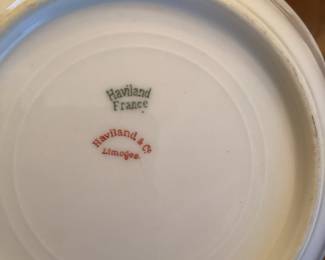 Haviland
France
Haviland & Co.
Limoges.